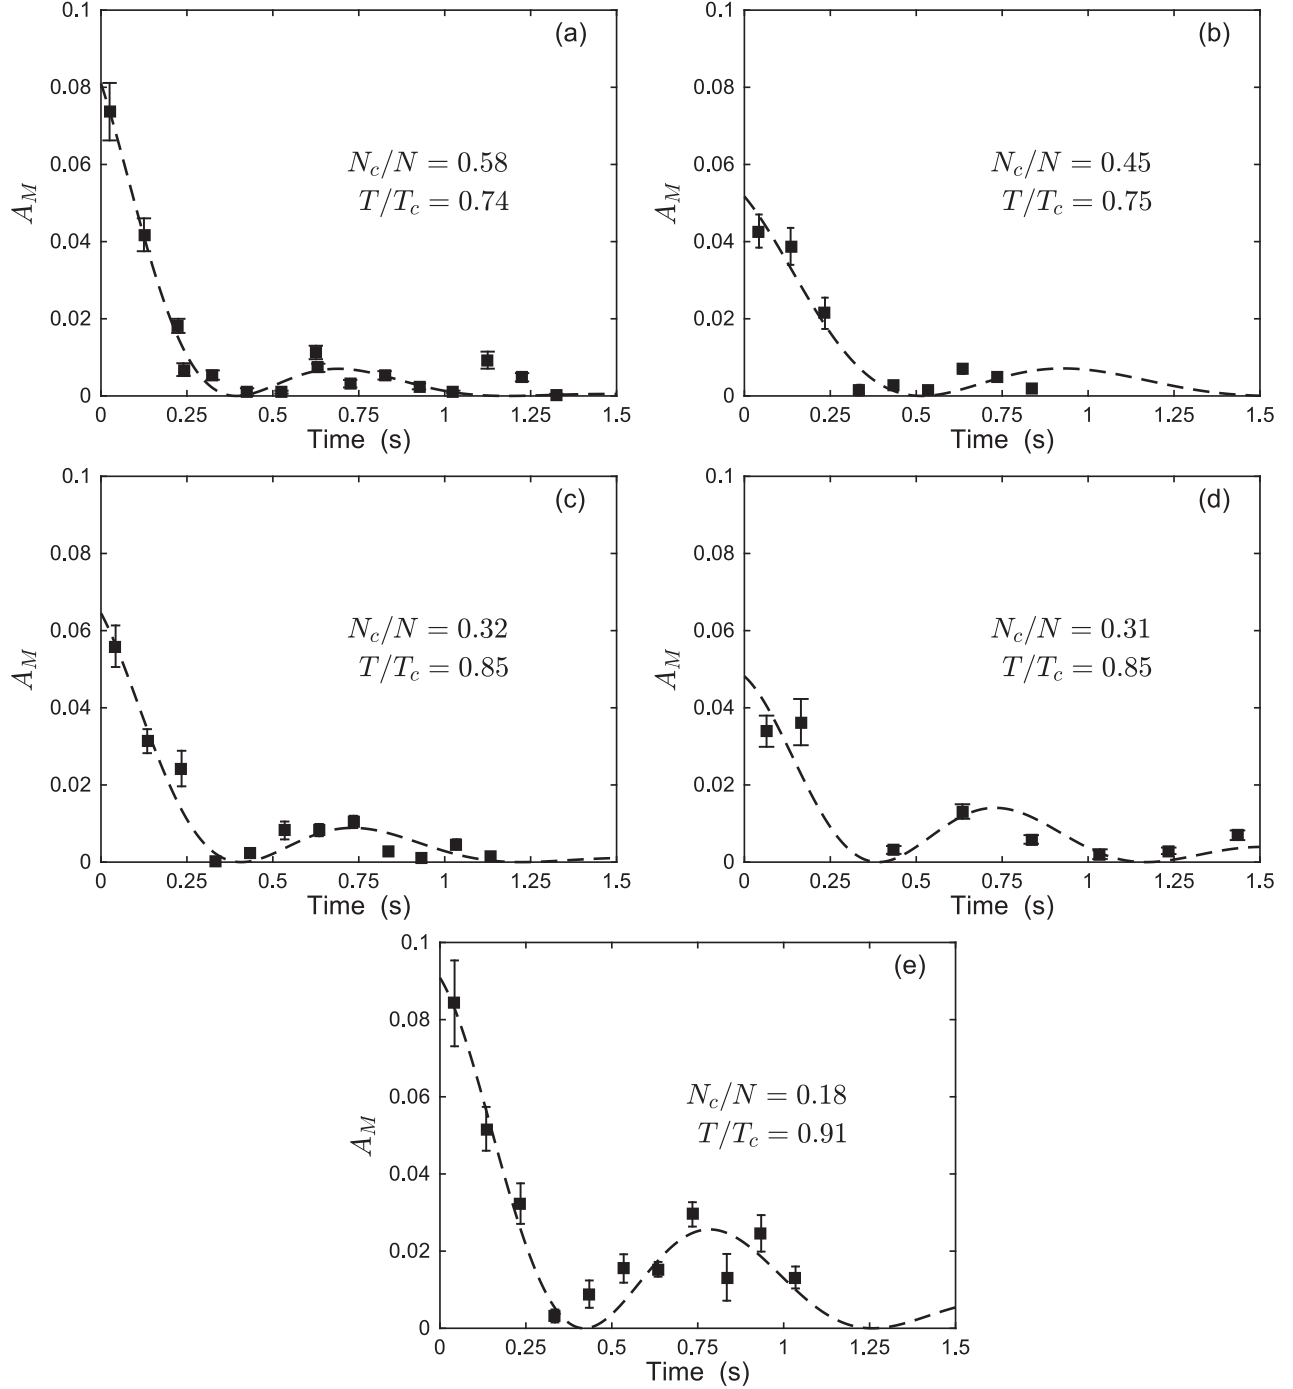 (a)
0.1
0.08
0.06
0.04
0.02
0
A_M
N_c/N = 0.58
T/T_c = 0.74
0 0.25 0.5 0.75 1 1.25 1.5
Time (s)
(b)
0.1
0.08
0.06
0.04
0.02
0
A_M
N_c/N = 0.45
T/T_c = 0.75
0 0.25 0.5 0.75 1 1.25 1.5
Time (s)
(c)
0.1
0.08
0.06
0.04
0.02
0
A_M
N_c/N = 0.32
T/T_c = 0.85
0 0.25 0.5 0.75 1 1.25 1.5
Time (s)
(d)
0.1
0.08
0.06
0.04
0.02
0
A_M
N_c/N = 0.31
T/T_c = 0.85
0 0.25 0.5 0.75 1 1.25 1.5
Time (s)
(e)
0.1
0.08
0.06
0.04
0.02
0
A_M
N_c/N = 0.18
T/T_c = 0.91
0 0.25 0.5 0.75 1 1.25 1.5
Time (s)